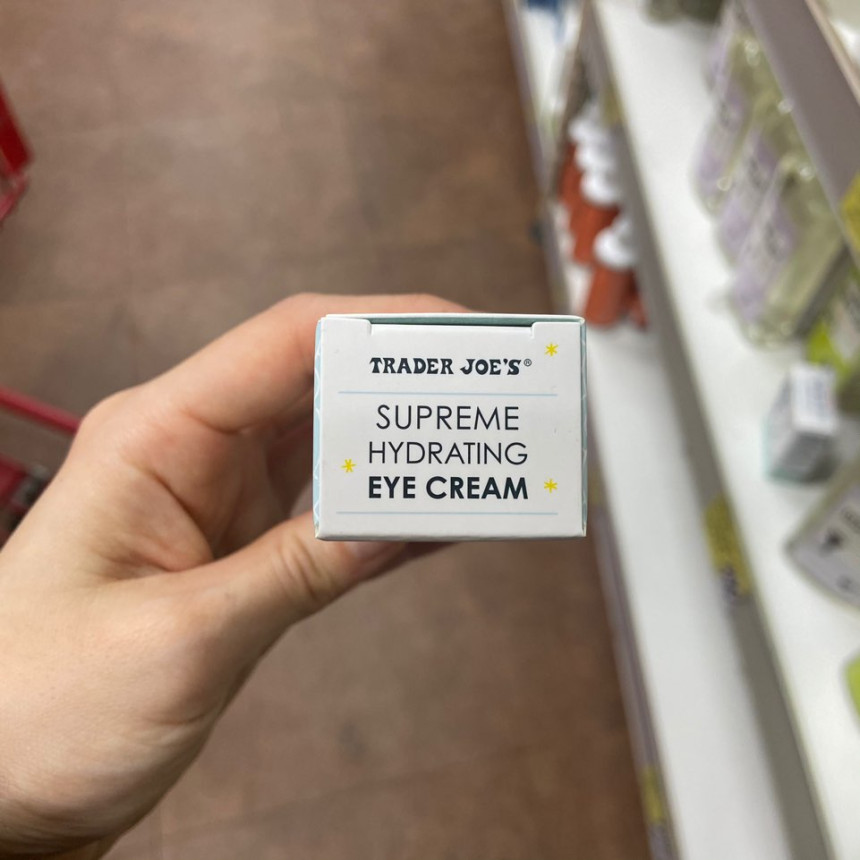 TRADER JOE'S®
SUPREME
HYDRATING
EYE CREAM